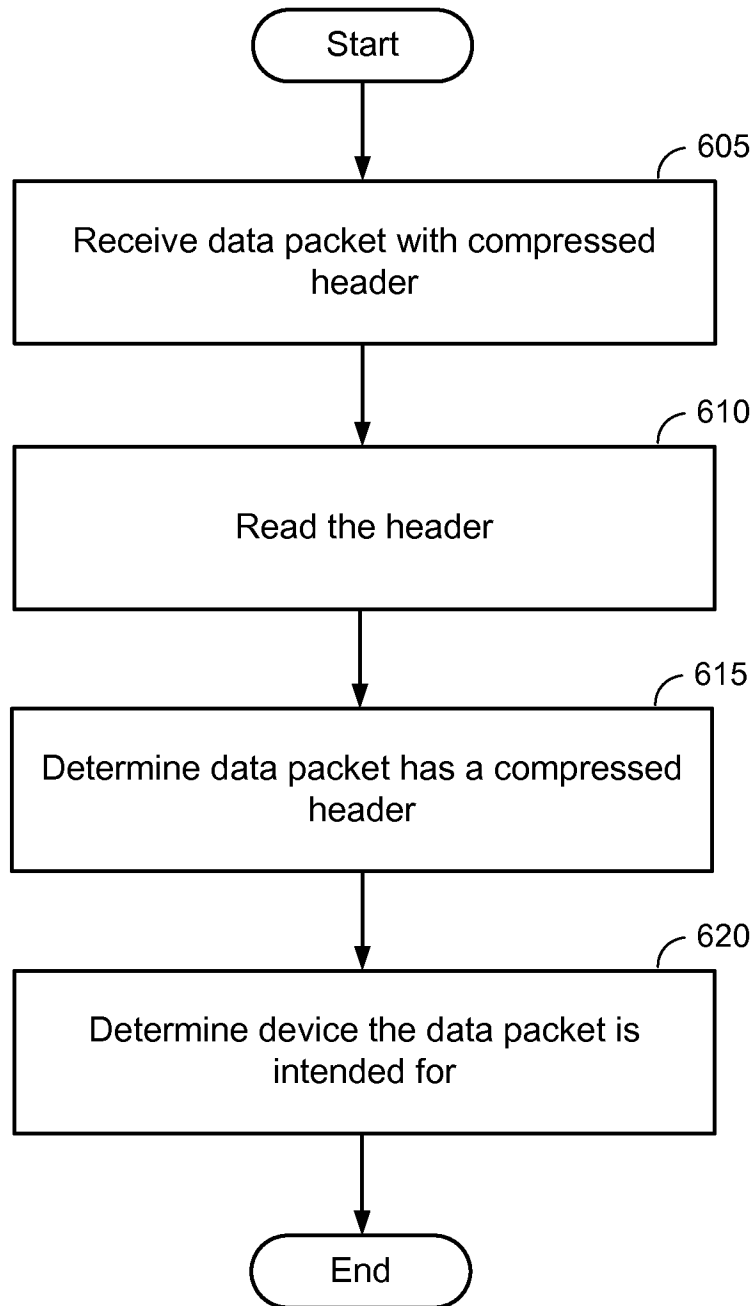 Start
605
Receive data packet with compressed
header
610
Read the header
615
Determine data packet has a compressed
header
620
Determine device the data packet is
intended for
End